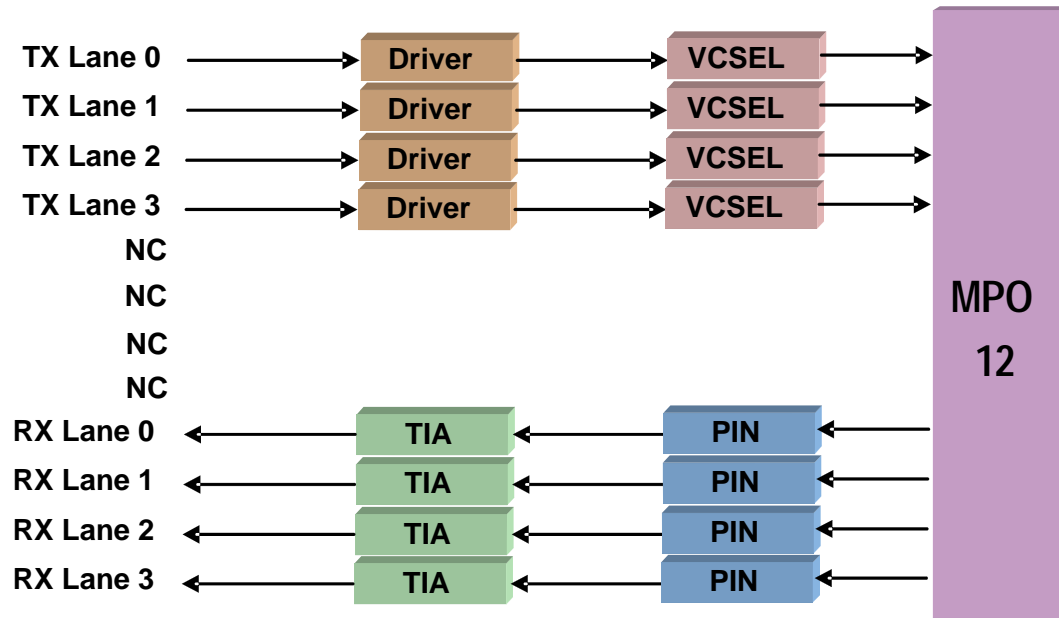 TX Lane 0 Driver VCSEL
TX Lane 1 Driver VCSEL
TX Lane 2 Driver VCSEL
TX Lane 3 Driver VCSEL
NC
NC
NC
NC
MPO
12
RX Lane 0 TIA PIN
RX Lane 1 TIA PIN
RX Lane 2 TIA PIN
RX Lane 3 TIA PIN